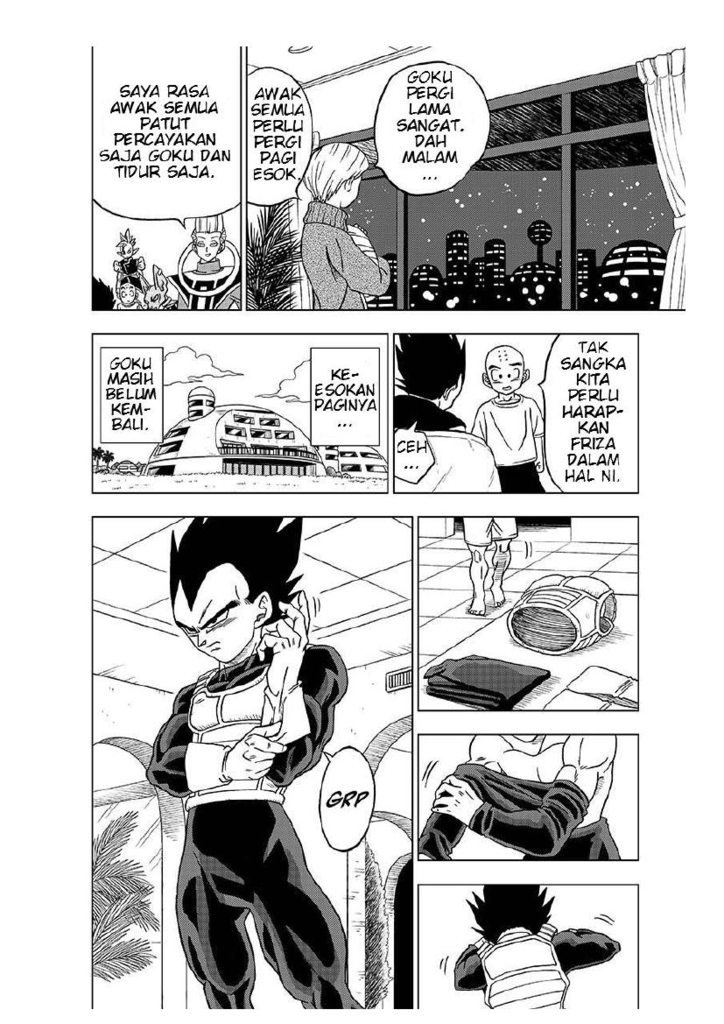 GOKU
PERGI
LAMA
SANGAT.
DAH
MALAM
...
AWAK
SEMUA
PERLU
PERGI
PAGI
ESOK.
SAYA RASA
AWAK SEMUA
PATUT
PERCAYAKAN
SAJA GOKU DAN
TIDUR SAJA.
TAK
SANGKA
KITA
PERLU
HARAP-
KAN
FRIZA
DALAM
HAL NI.
CEH
...
KE-
ESOKAN
PAGINYA
...
GOKU
MASIH
BELUM
KEM-
BALI.
GRP